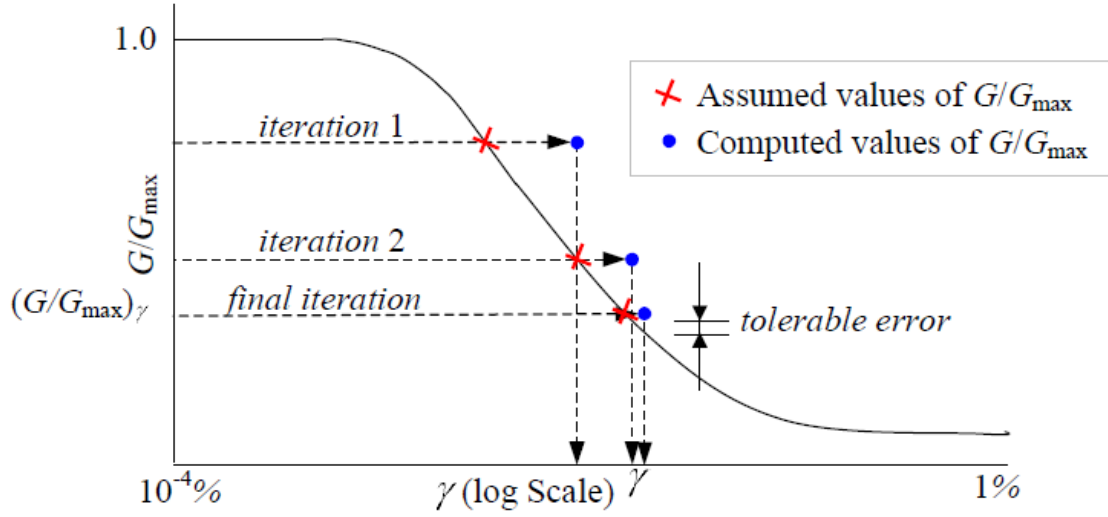 1.0
iteration 1
iteration 2
final iteration
G/Gmax
(G/Gmax)γ
Assumed values of G/Gmax
Computed values of G/Gmax
tolerable error
10-4%
γ (log Scale)
γ
1%